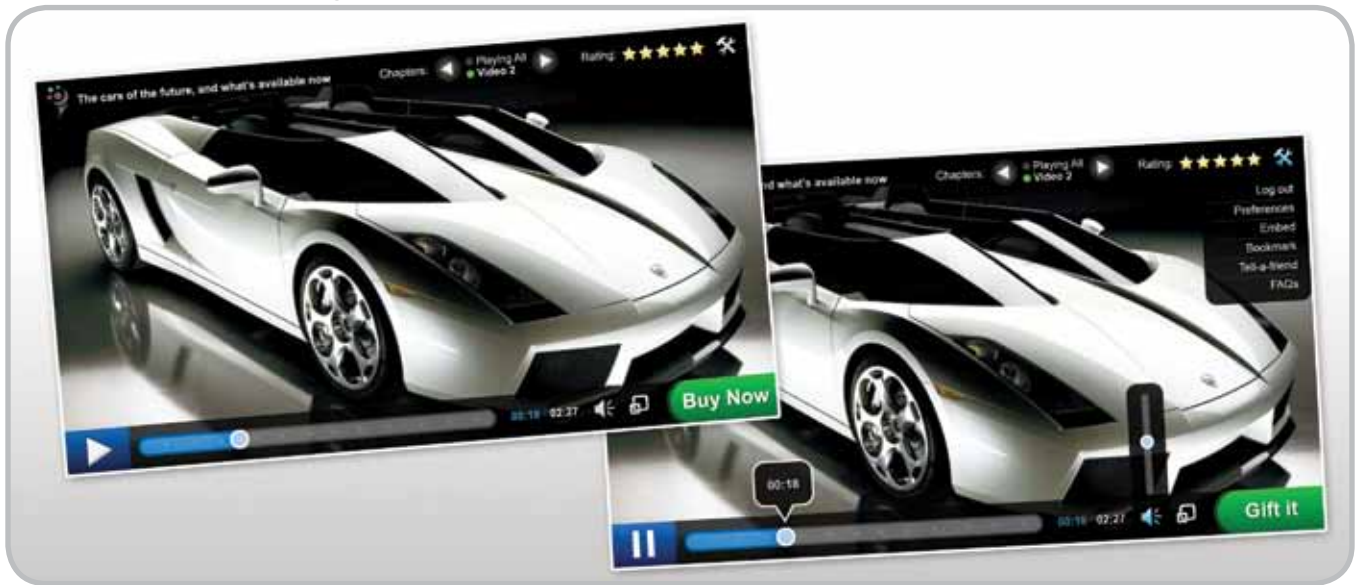 The cars of the future, and what's available now
Chapters:
Playing All
Video 2
Rating:
00:18 02:27
Buy Now
nd what's available now
Chapters:
Playing All
Video 2
Rating:
Log out
Preferences
Embed
Bookmark
Tell-a-friend
FAQs
00:18
00:18 02:27
Gift it